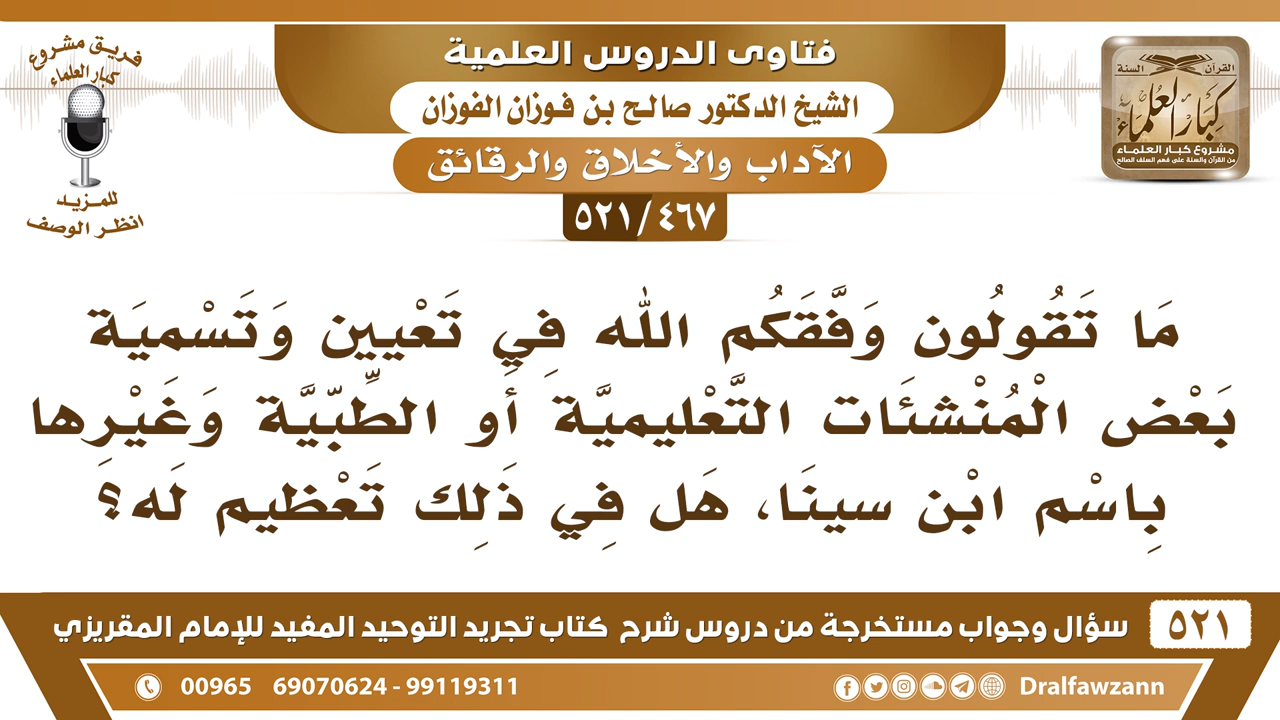 فتاوى الدروس العلمية
الشيخ الدكتور صالح بن فوزان الفوزان
الآداب والأخلاق والرقائق
٤٦٧/٥٢١
القرآن السنة
كبار العلماء
مشروع كبار العلماء
من القرآن والسنة على فهم السلف الصالح
فريق مشروع
كبار العلماء
للمزيد
انظر الوصف
مَا تَقُولُون وَفَّقَكُم الله فِي تَعْيِين وَتَسْمِيَة
بَعْض الْمُنْشَئَات التَّعْلِيمِيَّة أَو الطِّبّيَّة وَغَيْرِها
بِاسْم ابْن سينَا، هَل فِي ذَلِك تَعْظِيم لَه؟
٥٢١ سؤال وجواب مستخرجة من دروس شرح كتاب تجريد التوحيد المفيد للإمام المقريزي
00965 69070624 - 99119311
Dralfawzann